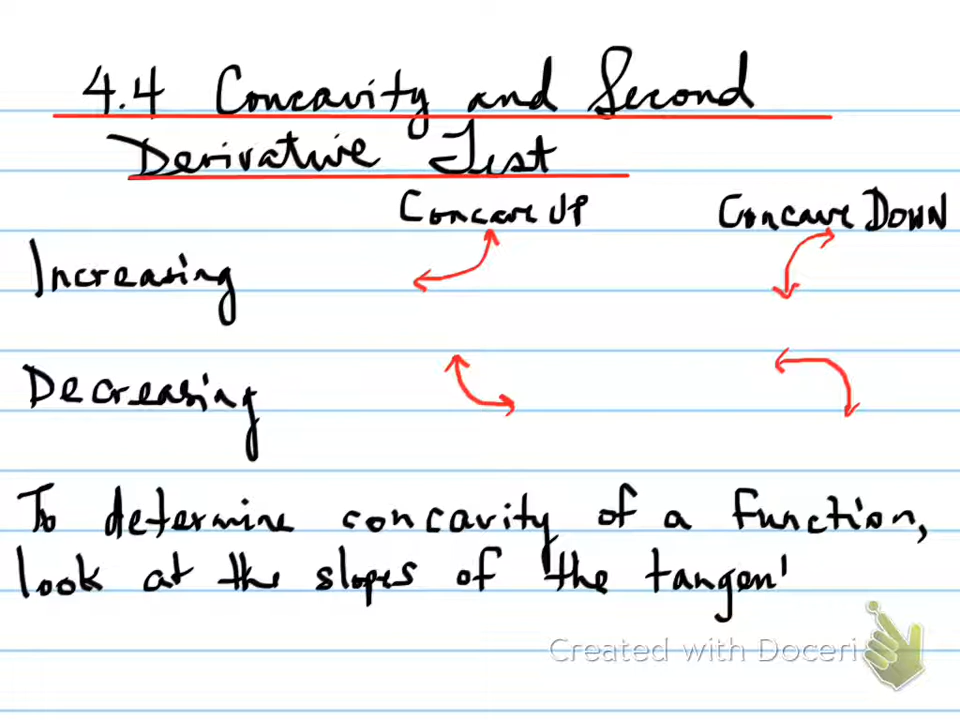 4.4 Concavity and Second
Derivative Test
Concave UP Concave DOWN
Increasing
Decreasing
To determine concavity of a function,
look at the slopes of the tangen
Created with Doceri